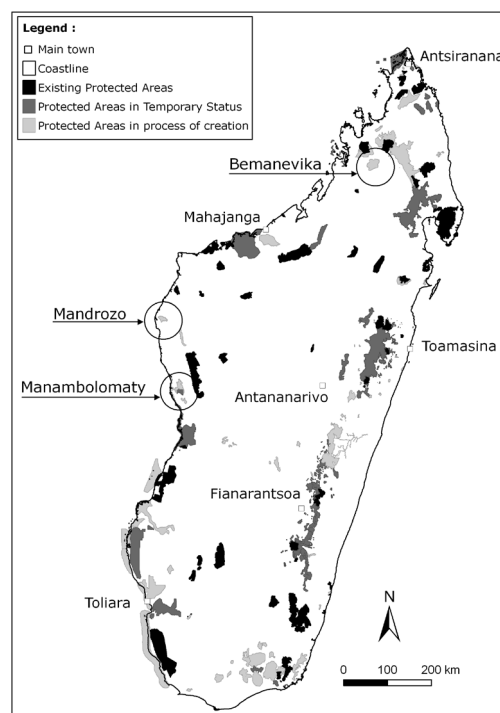 Legend :
Main town
Coastline
Existing Protected Areas
Protected Areas in Temporary Status
Protected Areas in process of creation
Antsiranana
Bemanevika
Mahajanga
Mandrozo
Toamasina
Manambolomaty
Antananarivo
Fianarantsoa
Toliara
N
0 100 200 km